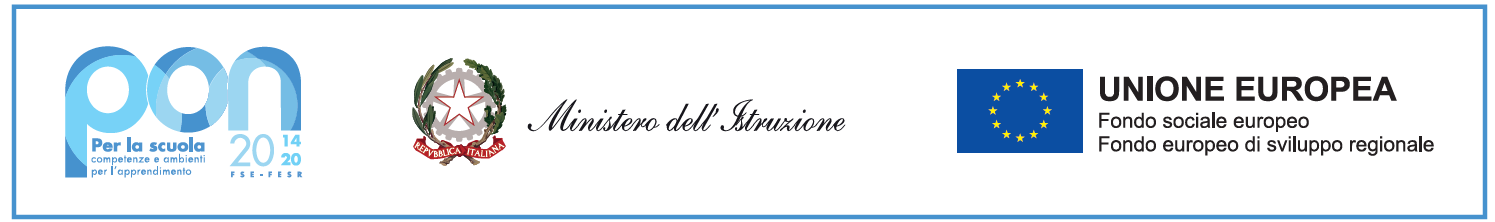 pon
Per la scuola
competenze e ambienti
per l'apprendimento
20 14
20
FSE-FESR
REPVBBLICA ITALIANA
Ministero dell'Istruzione
UNIONE EUROPEA
Fondo sociale europeo
Fondo europeo di sviluppo regionale